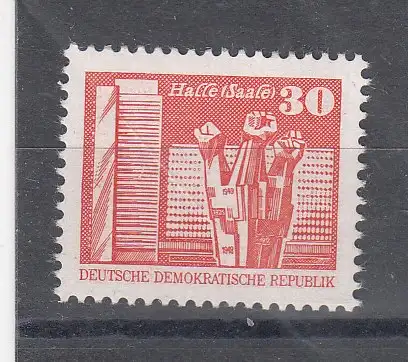 Halle (Saale) 30
DEUTSCHE DEMOKRATISCHE REPUBLIK